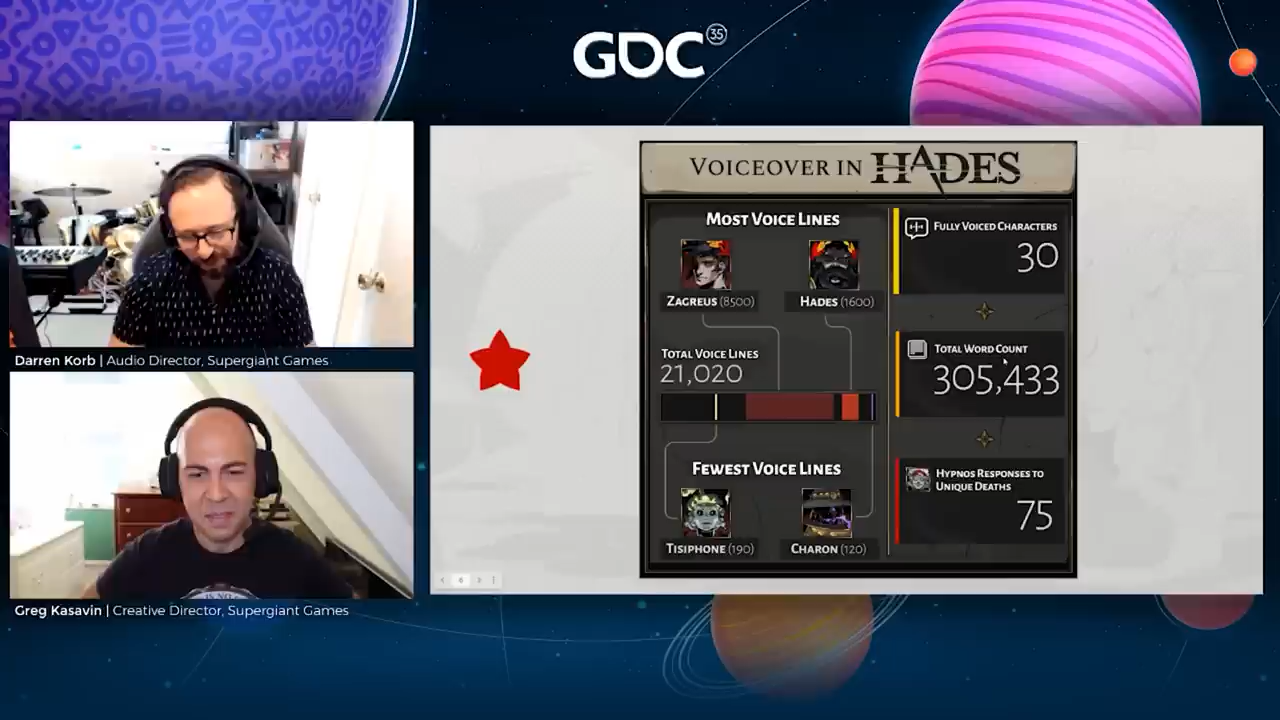 GDC 35
Darren Korb | Audio Director, Supergiant Games
Greg Kasavin | Creative Director, Supergiant Games
VOICEOVER IN HADES
MOST VOICE LINES
ZAGREUS (8500)
HADES (1600)
TOTAL VOICE LINES
21,020
FEWEST VOICE LINES
TISIPHONE (190)
CHARON (120)
FULLY VOICED CHARACTERS
30
TOTAL WORD COUNT
305,433
HYPNOS RESPONSES TO
UNIQUE DEATHS
75